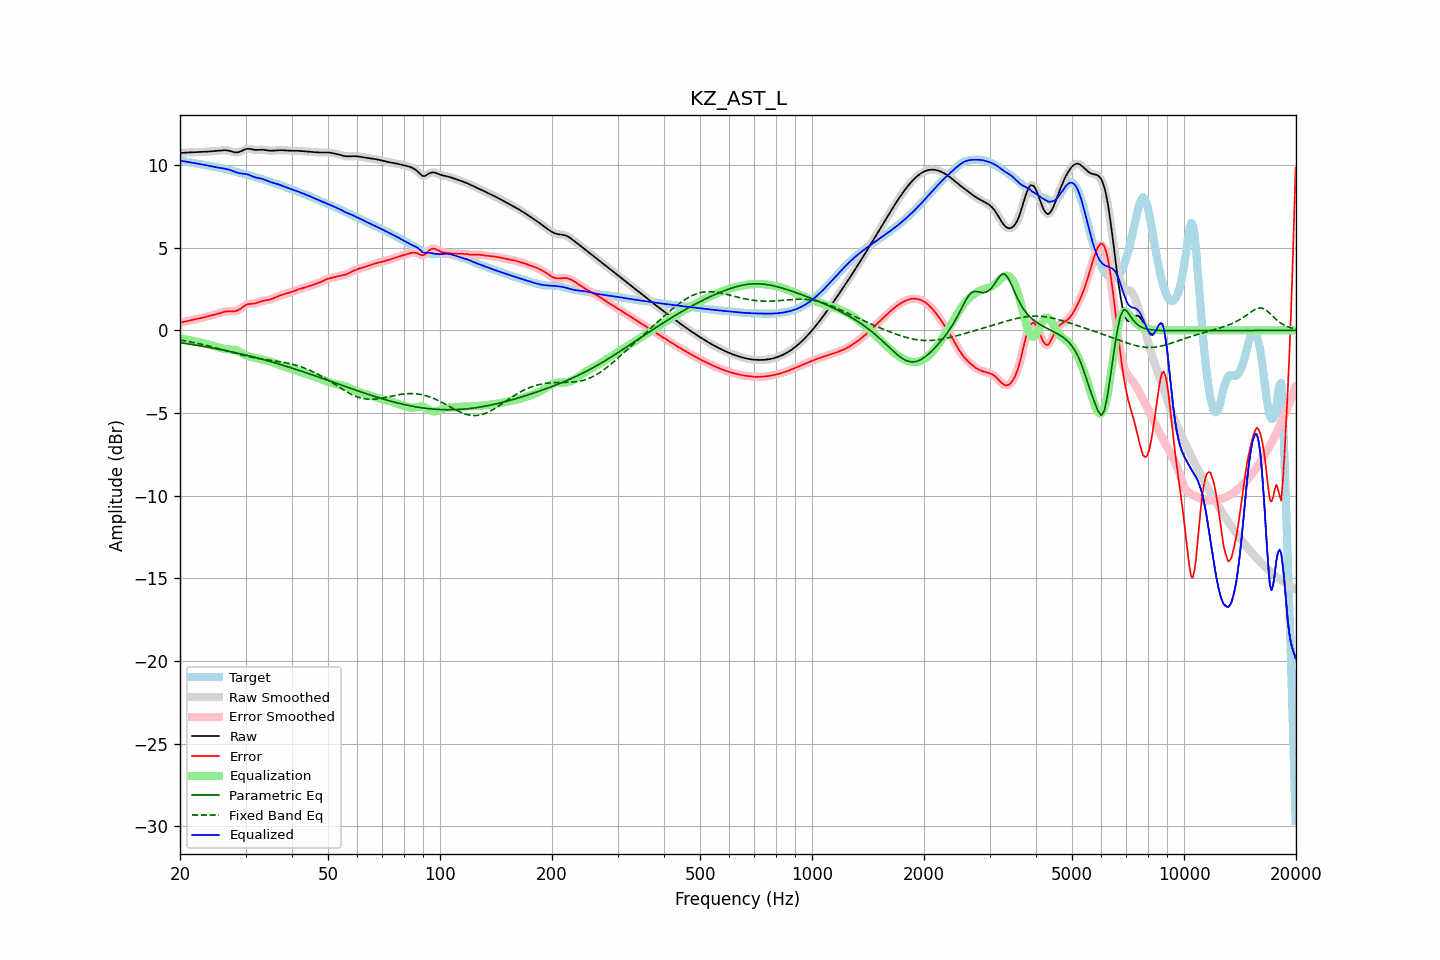 KZ_AST_L
10
5
0
−5
−10
−15
−20
−25
−30
Amplitude (dBr)
Target
Raw Smoothed
Error Smoothed
Raw
Error
Equalization
Parametric Eq
Fixed Band Eq
Equalized
20 50 100 200 500 1000 2000 5000 10000 20000
Frequency (Hz)